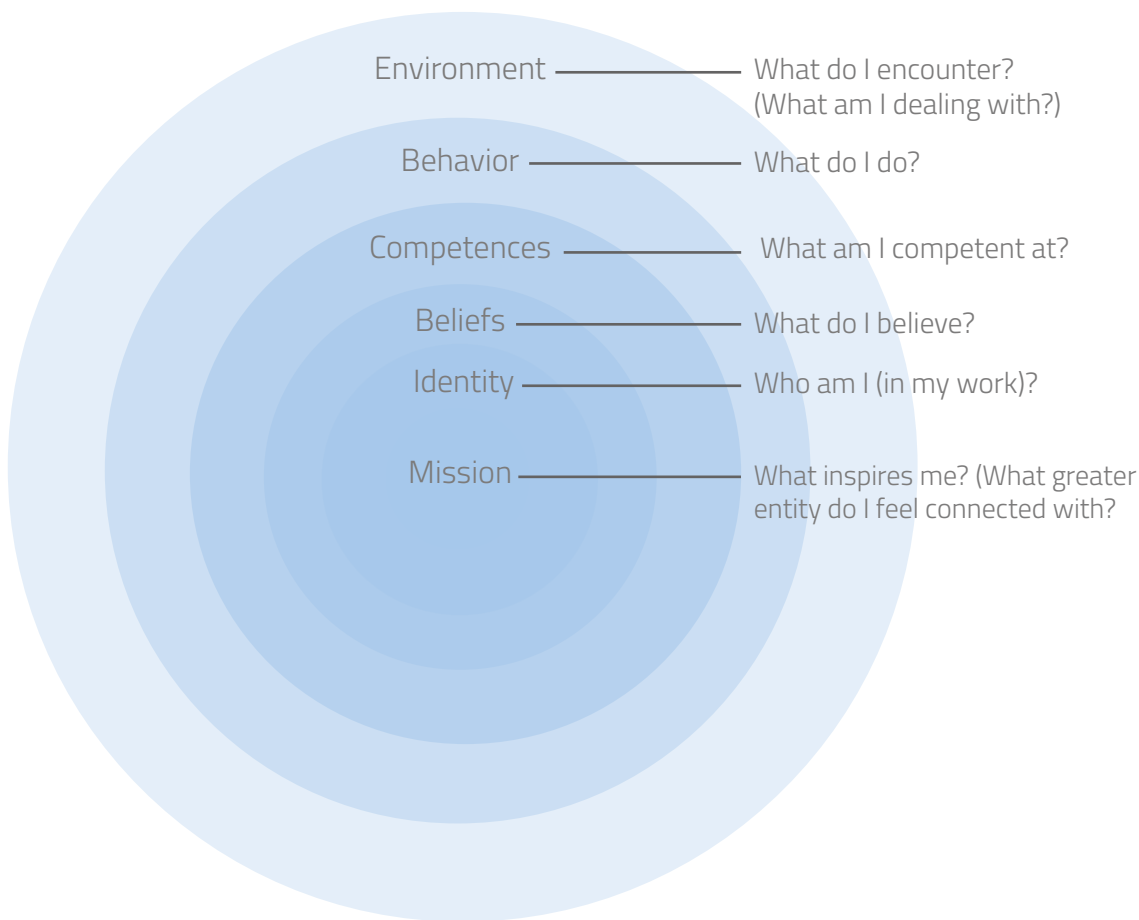 Environment
What do I encounter?
(What am I dealing with?)
Behavior
What do I do?
Competences
What am I competent at?
Beliefs
What do I believe?
Identity
Who am I (in my work)?
Mission
What inspires me? (What greater
entity do I feel connected with?